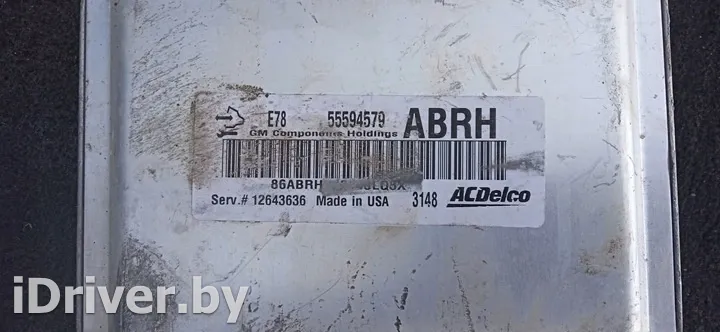 E78 55594579 ABRH
GM Components Holdings
86ABRH
Serv.# 12643636 Made in USA 3148 ACDelco
iDriver.by